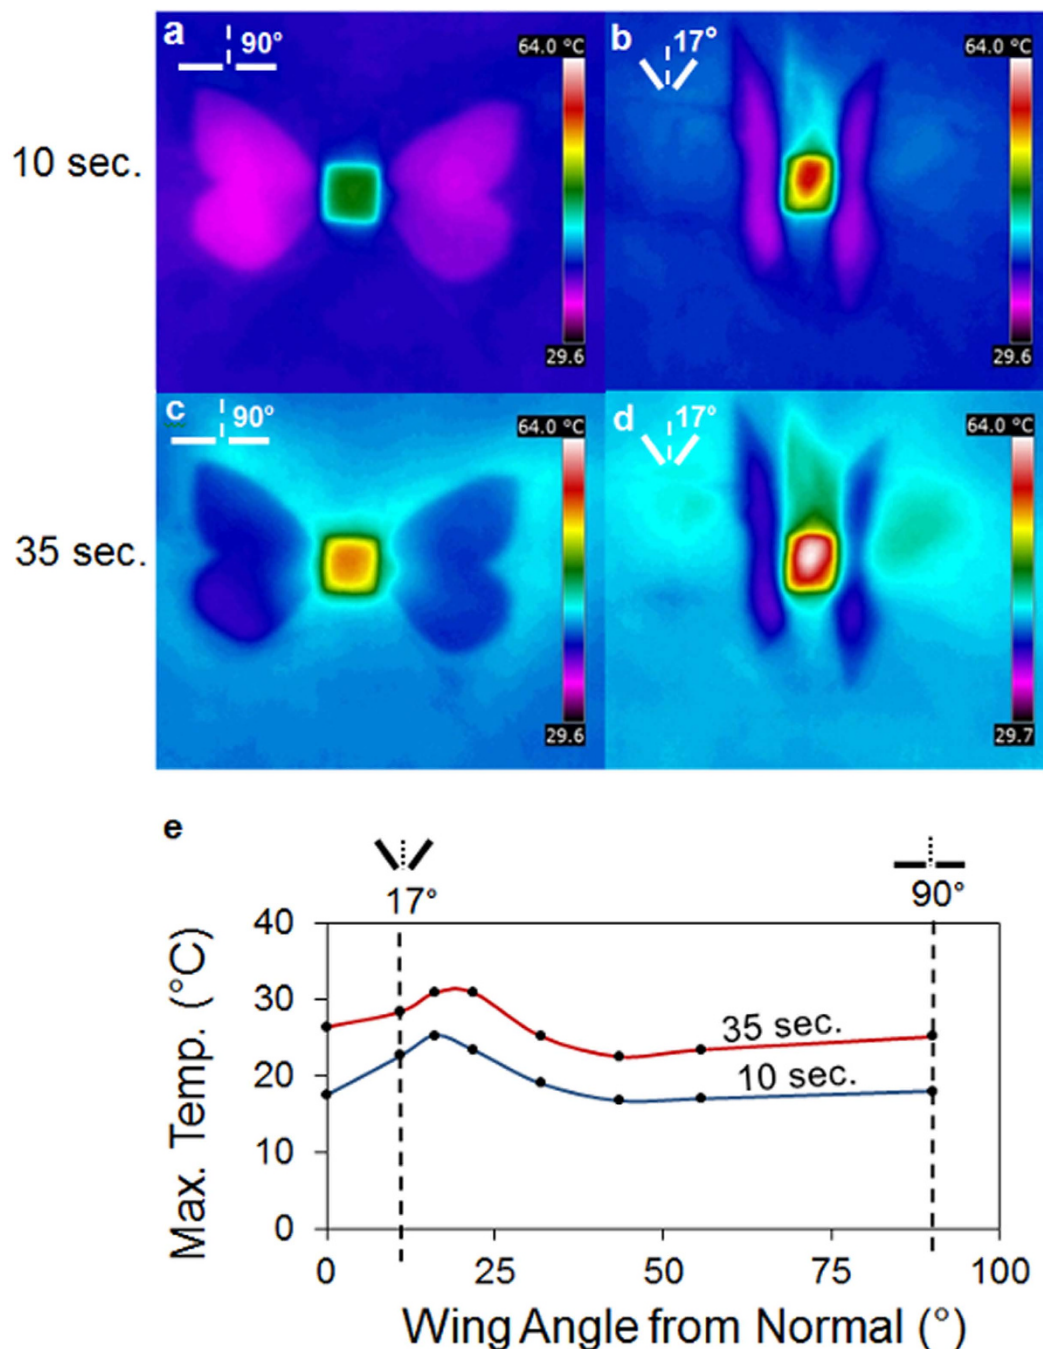 a
90°
64.0 °C
29.6
b
17°
64.0 °C
29.6
10 sec.
c
90°
64.0 °C
29.6
d
17°
64.0 °C
29.7
35 sec.
e
17°
90°
40
30
20
10
0
35 sec.
10 sec.
Max. Temp. (°C)
0
25
50
75
100
Wing Angle from Normal (°)